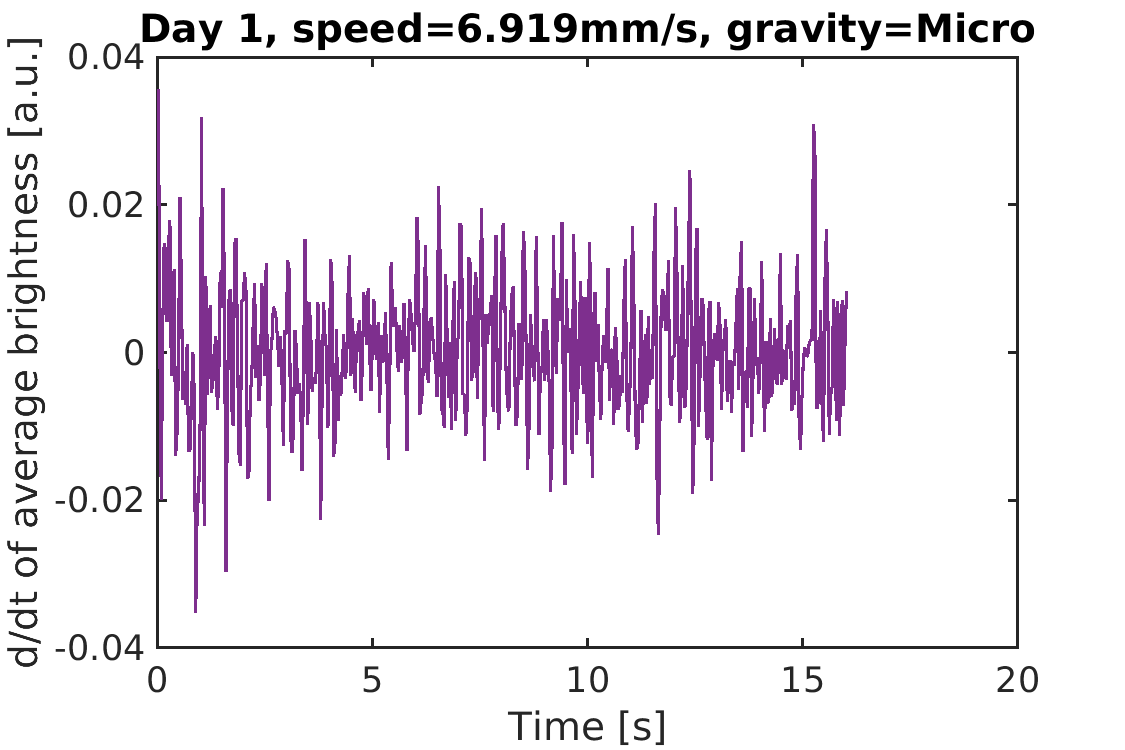 Day 1, speed=6.919mm/s, gravity=Micro
d/dt of average brightness [a.u.]
0.04
0.02
0
-0.02
-0.04
0 5 10 15 20
Time [s]